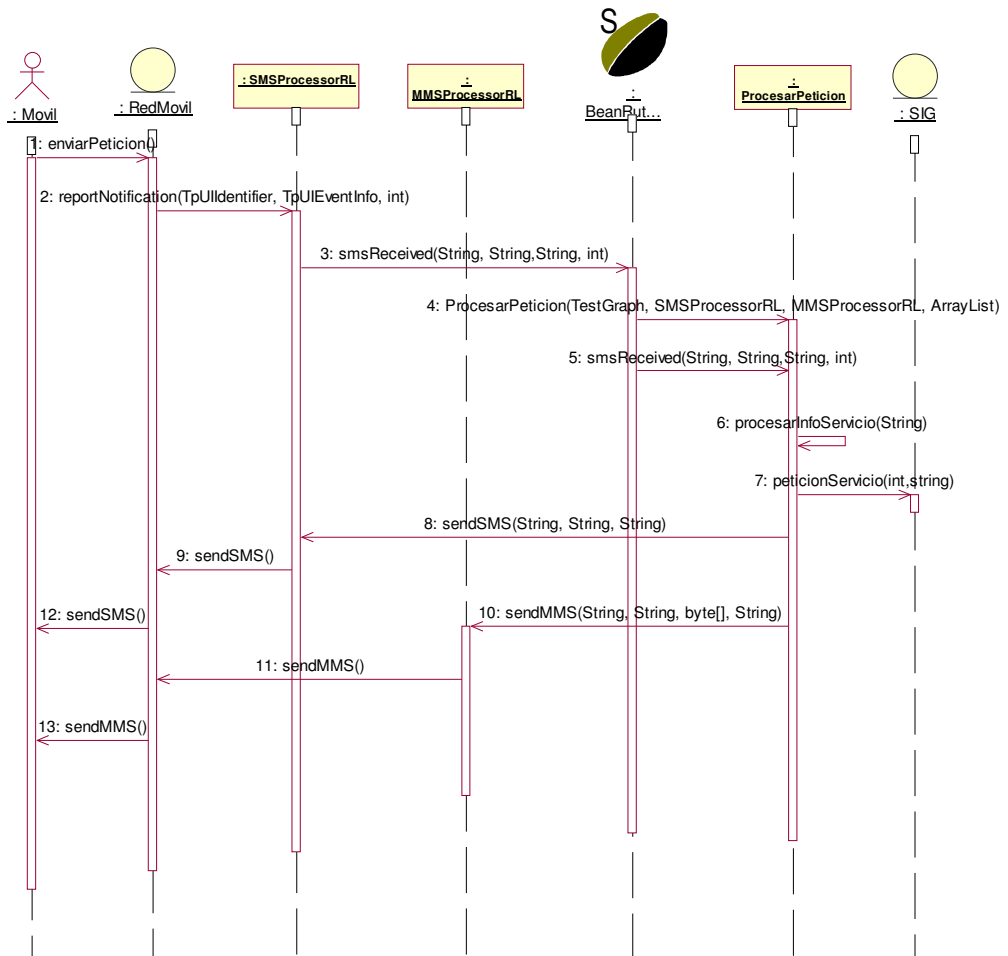 S
: Movil
: RedMovil
: SMSProcessorRL
:
MMSProcessorRL
:
BeanRut...
:
ProcesarPeticion
: SIG
1: enviarPeticion()
2: reportNotification(TpUIIdentifier, TpUIEventInfo, int)
3: smsReceived(String, String,String, int)
4: ProcesarPeticion(TestGraph, SMSProcessorRL, MMSProcessorRL, ArrayList)
5: smsReceived(String, String,String, int)
6: procesarInfoServicio(String)
7: peticionServicio(int,string)
8: sendSMS(String, String, String)
9: sendSMS()
12: sendSMS()
10: sendMMS(String, String, byte[], String)
11: sendMMS()
13: sendMMS()